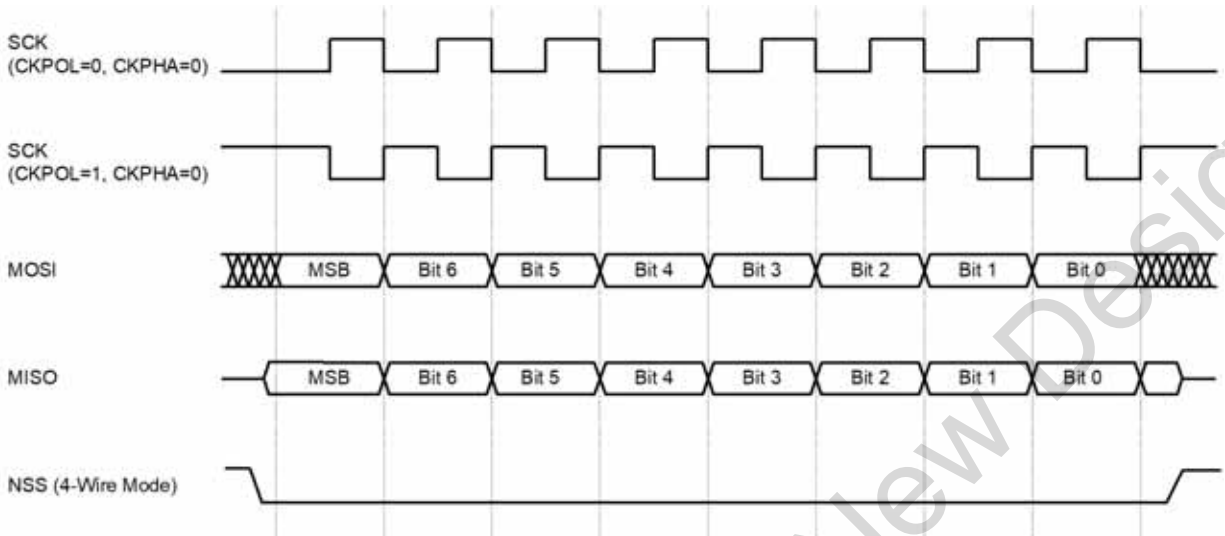 SCK
(CKPOL=0, CKPHA=0)
SCK
(CKPOL=1, CKPHA=0)
MOSI
MSB Bit 6 Bit 5 Bit 4 Bit 3 Bit 2 Bit 1 Bit 0
MISO
MSB Bit 6 Bit 5 Bit 4 Bit 3 Bit 2 Bit 1 Bit 0
NSS (4-Wire Mode)
New Desig